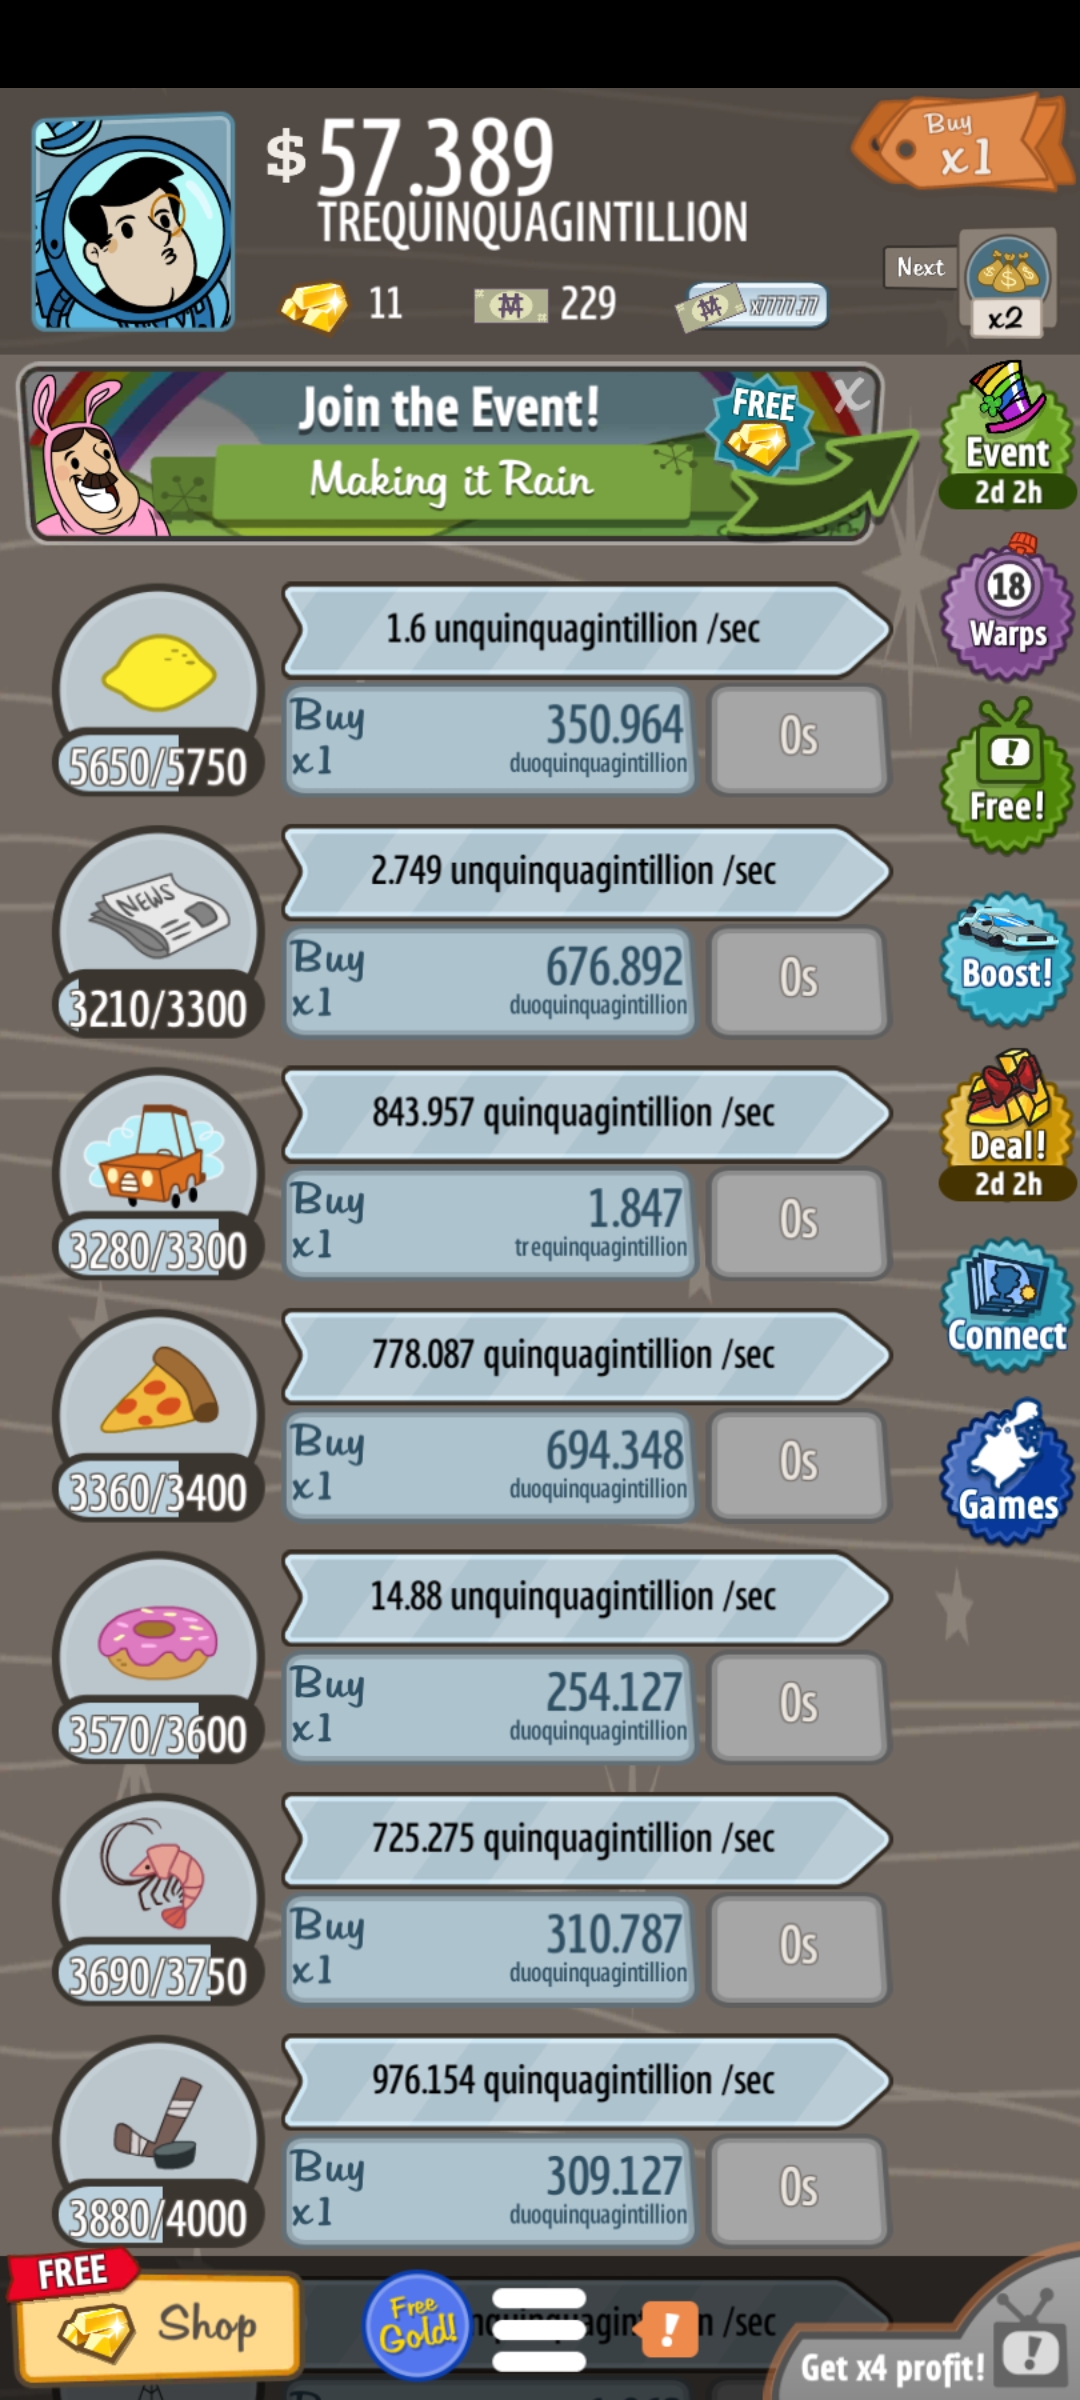 $ 57.389
TREQUINQUAGINTILLION
Buy
x1
11
229
x7777.77
Next
x2
Join the Event!
Making it Rain
FREE
X
Event
2d 2h
1.6 unquinquagintillion /sec
Buy
x1
350.964
duoquinquagintillion
0s
5650/5750
18
Warps
NEWS
2.749 unquinquagintillion /sec
Buy
x1
676.892
duoquinquagintillion
0s
3210/3300
!
Free!
Boost!
843.957 quinquagintillion /sec
Buy
x1
1.847
trequinquagintillion
0s
3280/3300
Deal!
2d 2h
778.087 quinquagintillion /sec
Buy
x1
694.348
duoquinquagintillion
0s
3360/3400
Connect
Games
14.88 unquinquagintillion /sec
Buy
x1
254.127
duoquinquagintillion
0s
3570/3600
725.275 quinquagintillion /sec
Buy
x1
310.787
duoquinquagintillion
0s
3690/3750
976.154 quinquagintillion /sec
Buy
x1
309.127
duoquinquagintillion
0s
3880/4000
FREE
Shop
Free
Gold!
!
/sec
Get x4 profit!
!